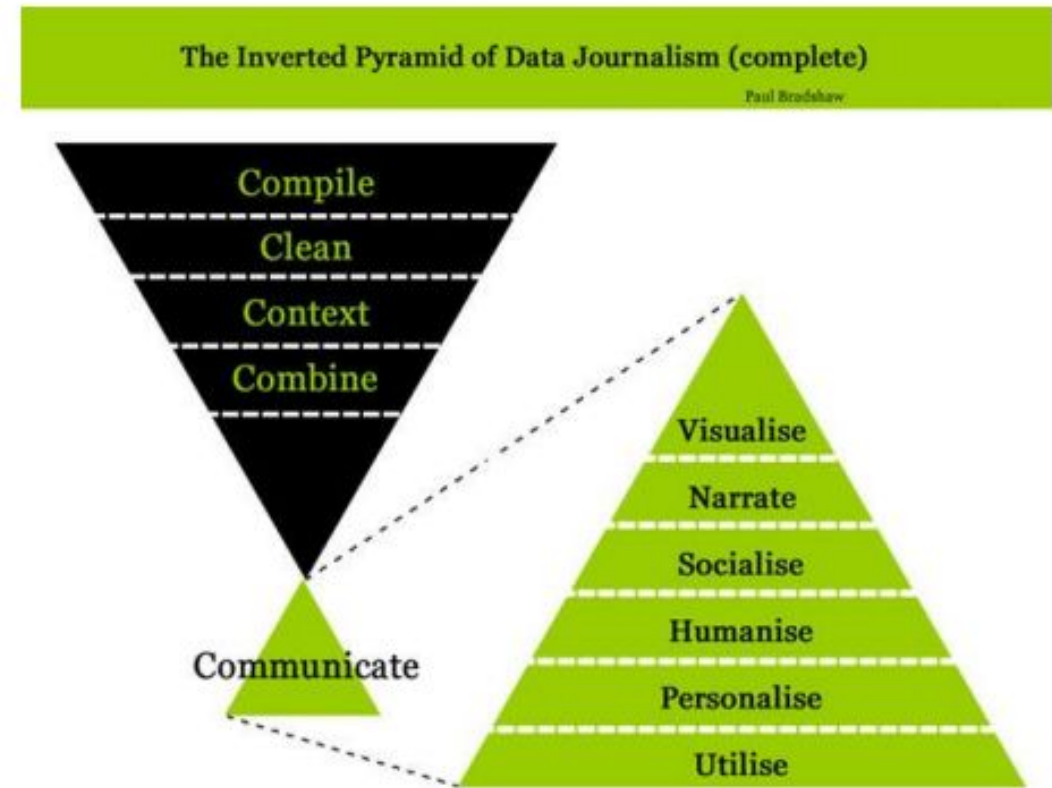 The Inverted Pyramid of Data Journalism (complete)
Paul Bradshaw
Compile
Clean
Context
Combine
Communicate
Visualise
Narrate
Socialise
Humanise
Personalise
Utilise